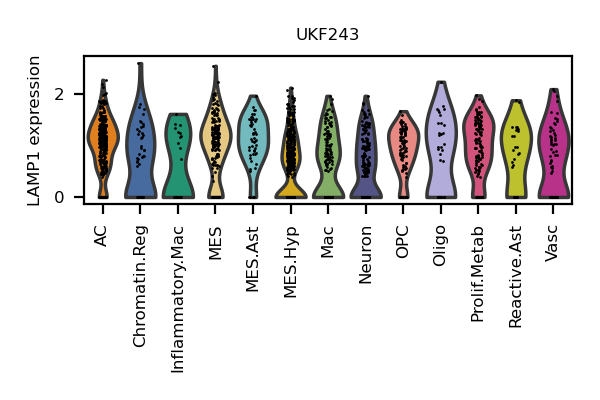 UKF243
LAMP1 expression
2
0
AC
Chromatin.Reg
Inflammatory.Mac
MES
MES.Ast
MES.Hyp
Mac
Neuron
OPC
Oligo
Prolif.Metab
Reactive.Ast
Vasc